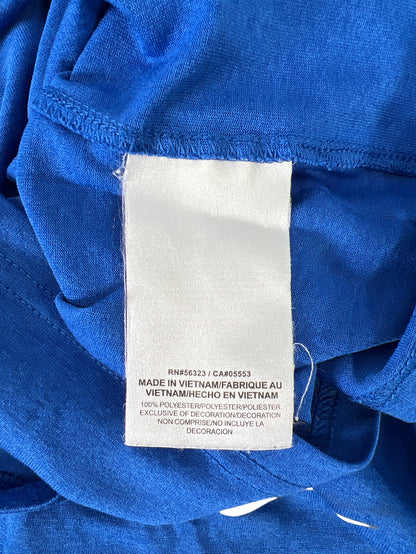 RN#56323 / CA#05553
MADE IN VIETNAM/FABRIQUE AU
VIETNAM/HECHO EN VIETNAM
100% POLYESTER/POLYESTER/POLIESTER
EXCLUSIVE OF DECORATION/DECORATION
NON COMPRISE/NO INCLUYE LA
DECORACION